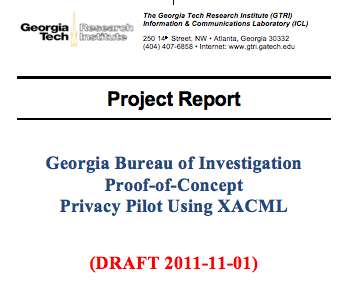 Georgia Research
Tech Institute
The Georgia Tech Research Institute (GTRI)
Information & Communications Laboratory (ICL)
250 14th Street, NW • Atlanta, Georgia 30332
(404) 407-6858 • Internet: www.gtri.gatech.edu
Project Report
Georgia Bureau of Investigation
Proof-of-Concept
Privacy Pilot Using XACML
(DRAFT 2011-11-01)